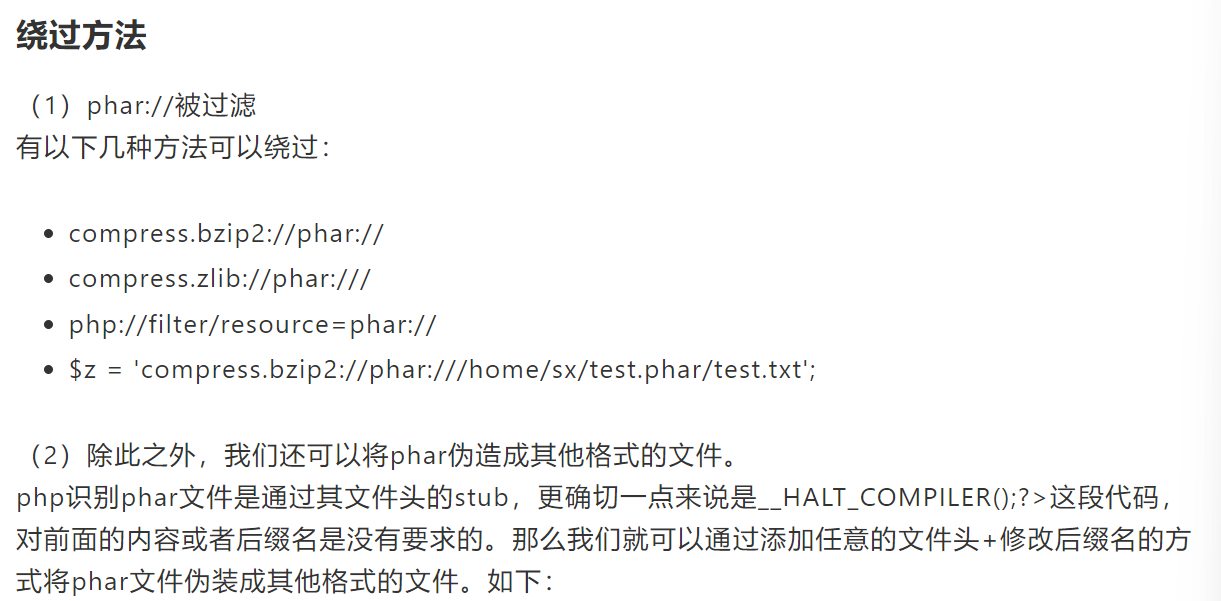 绕过方法
（1）phar://被过滤
有以下几种方法可以绕过：
• compress.bzip2://phar://
• compress.zlib://phar:///
• php://filter/resource=phar://
• $z = 'compress.bzip2://phar:///home/sx/test.phar/test.txt';
（2）除此之外，我们还可以将phar伪造成其他格式的文件。
php识别phar文件是通过其文件头的stub，更确切一点来说是__HALT_COMPILER();?>这段代码，
对前面的内容或者后缀名是没有要求的。那么我们就可以通过添加任意的文件头+修改后缀名的方
式将phar文件伪装成其他格式的文件。如下：